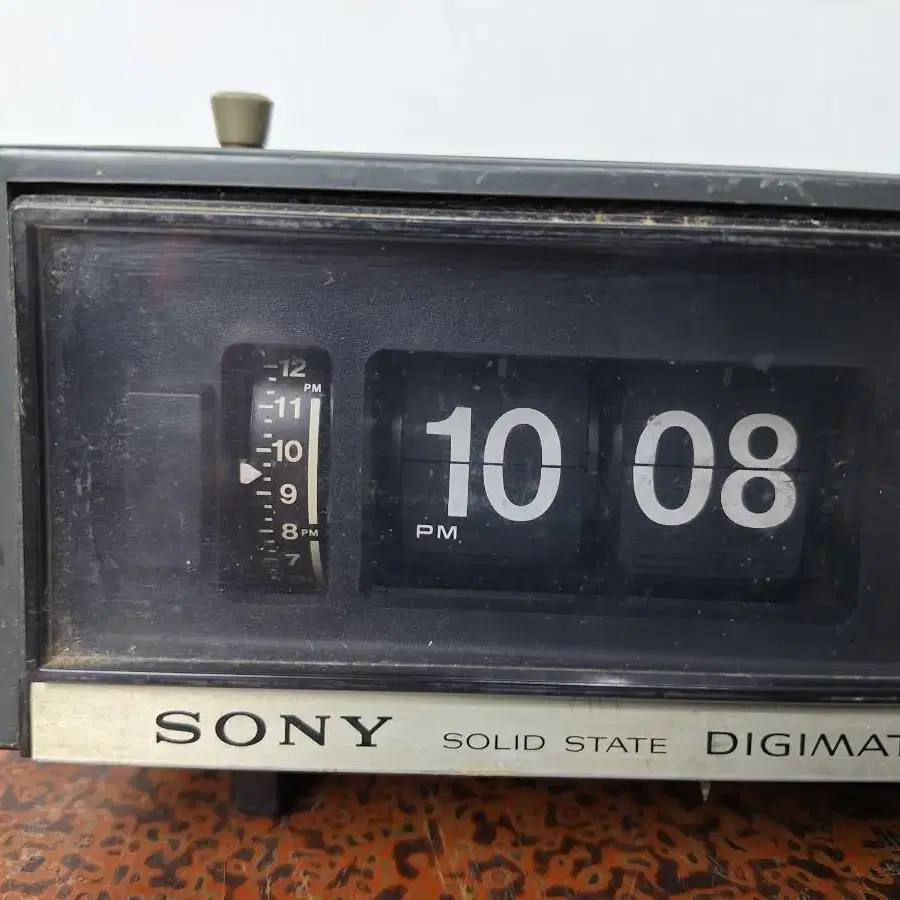 12
PM
11
10
9
8 PM
7
10 08
PM
SONY SOLID STATE DIGIMAT